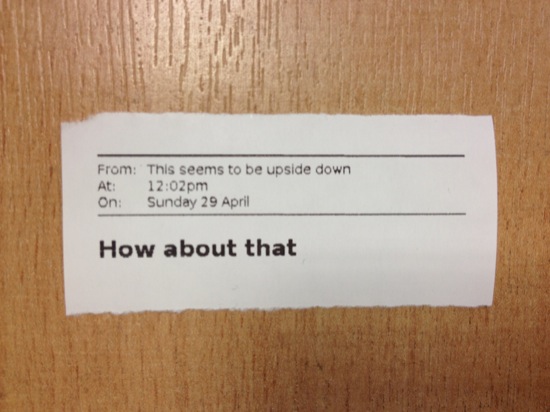 From: This seems to be upside down
At: 12:02pm
On: Sunday 29 April
How about that